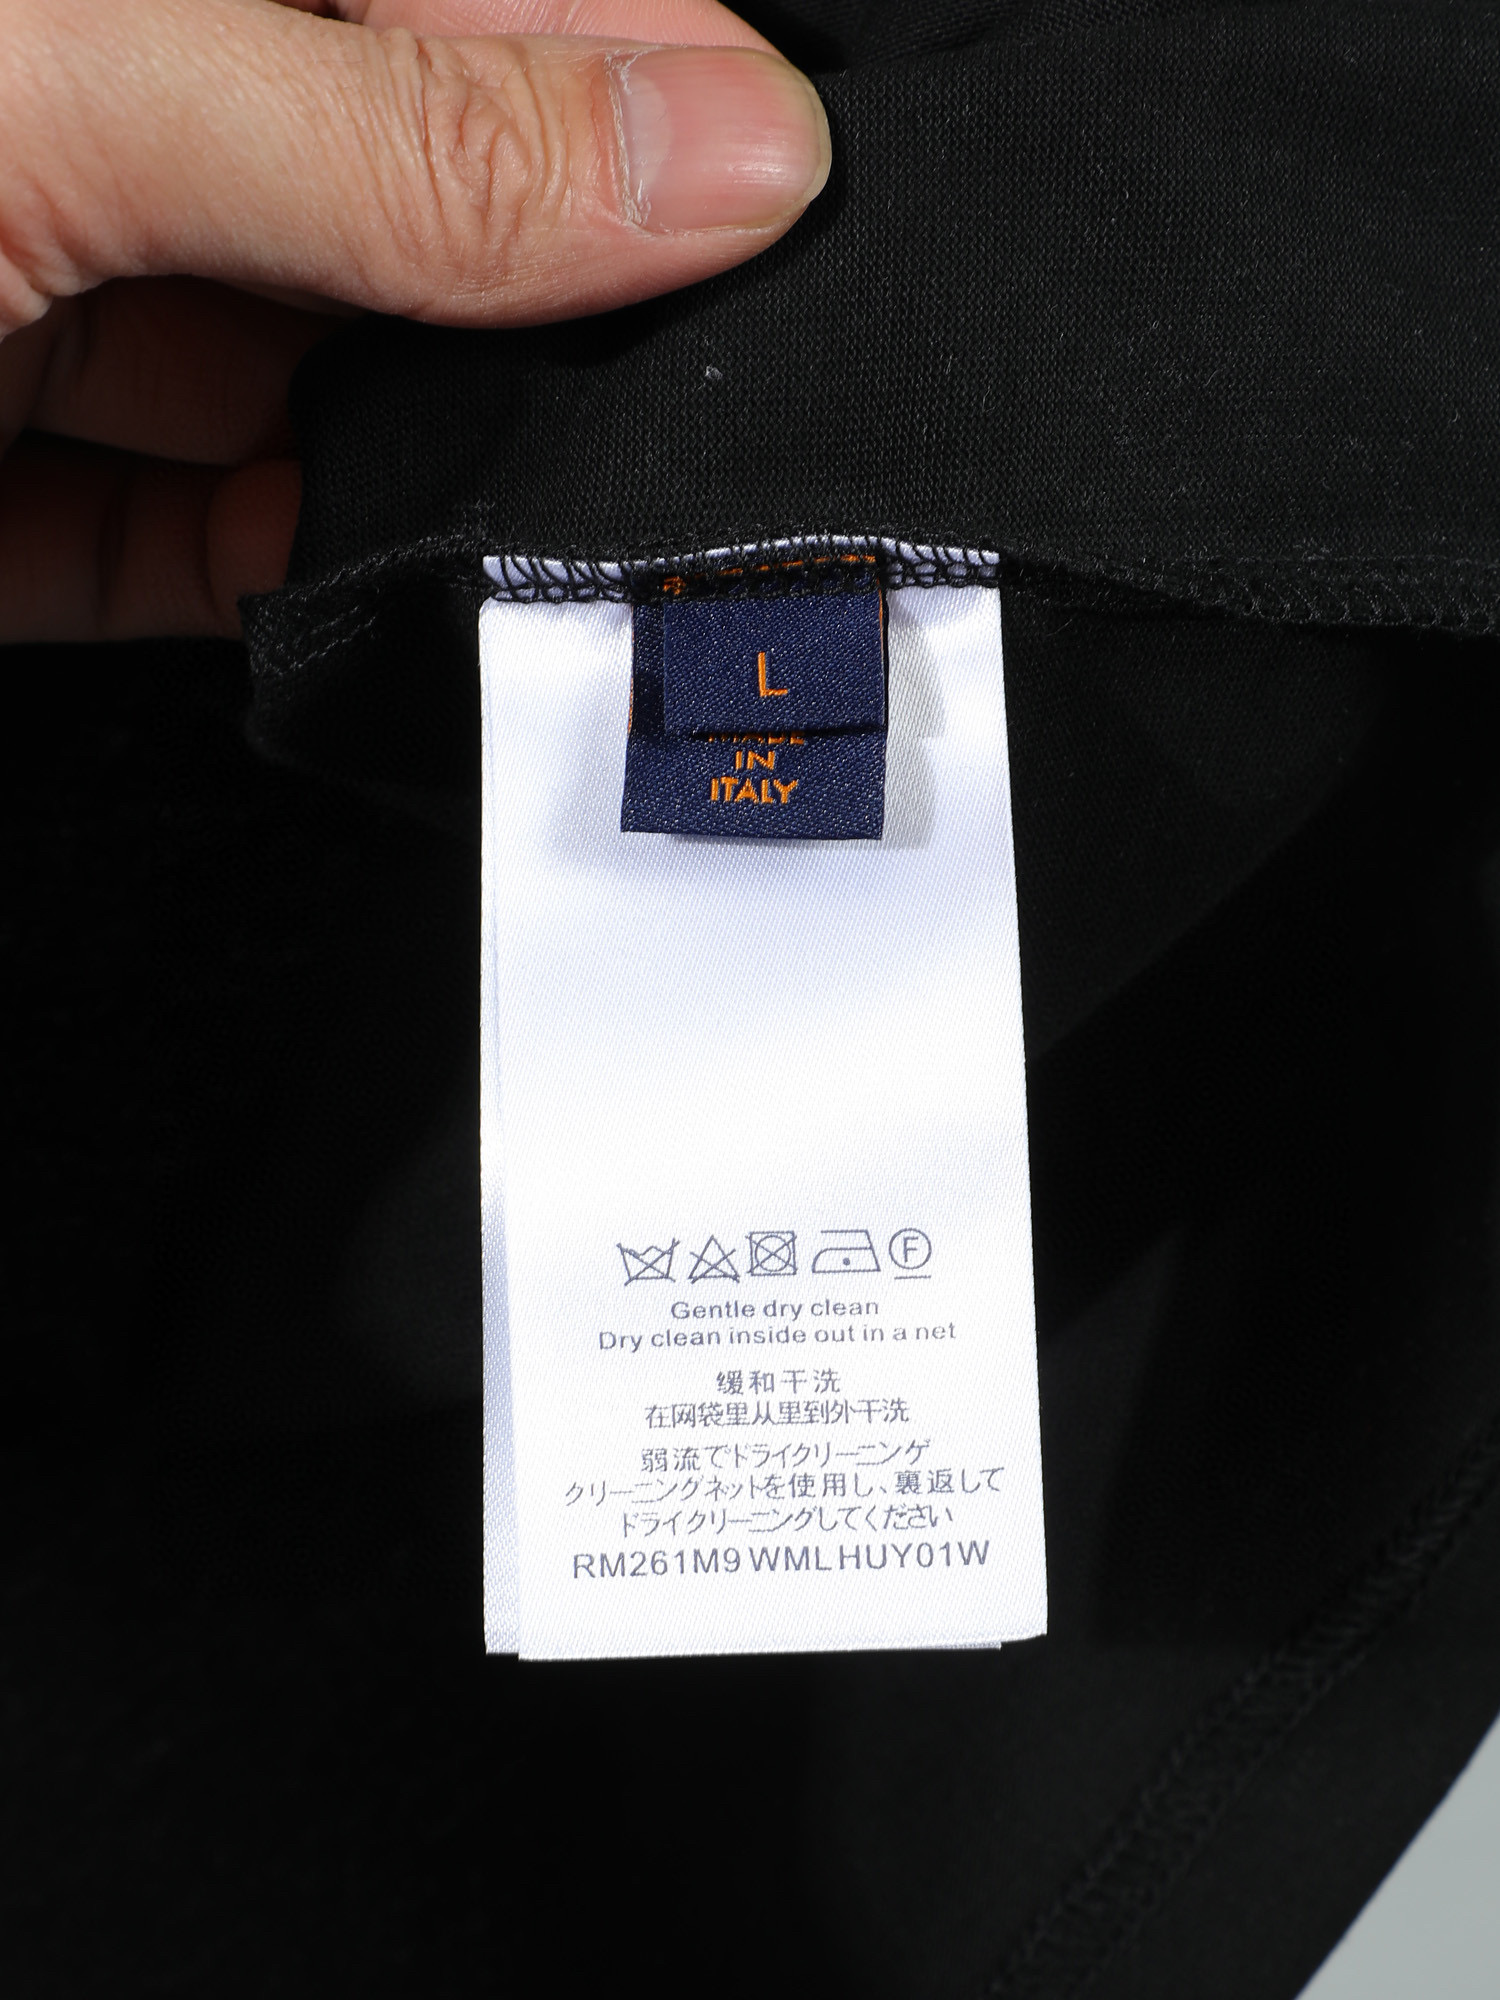 L
MADE
IN
ITALY
F
Gentle dry clean
Dry clean inside out in a net
缓和干洗
在网袋里从里到外干洗
弱流でドライクリーニンゲ
クリーニングネットを使用し、裏返して
ドライクリーニングしてください
RM261M9 WML HUY01W